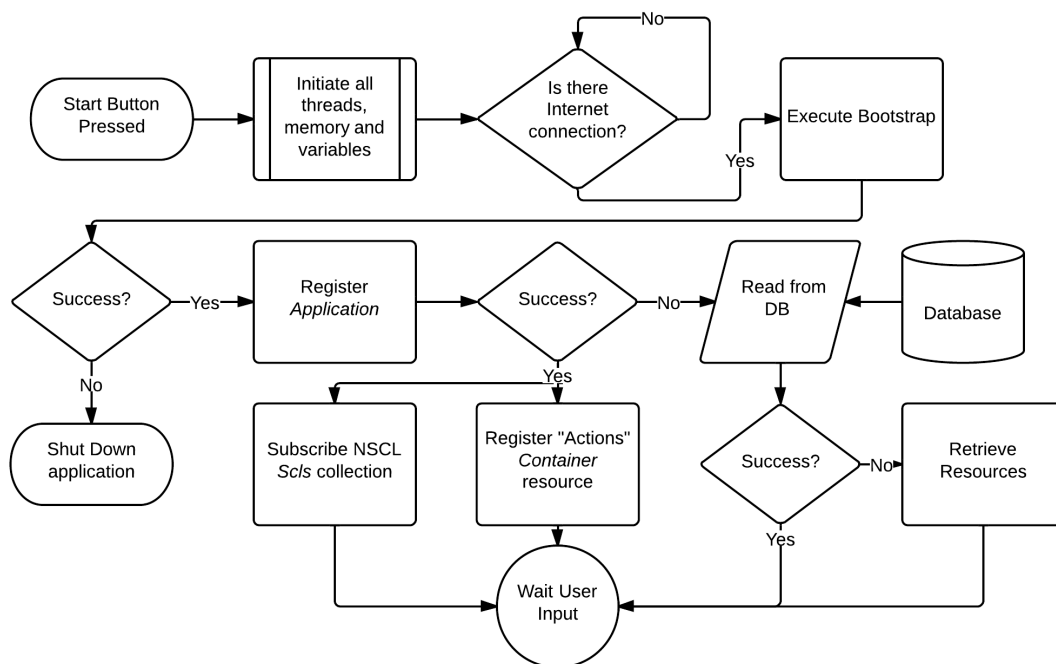 No
Start Button
Pressed
Initiate all
threads,
memory and
variables
Is there
Internet
connection?
Yes
Execute Bootstrap
Success?
Yes
Register
Application
Success?
No
Read from
DB
Database
No
Yes
Shut Down
application
Subscribe NSCL
Scls collection
Register "Actions"
Container
resource
Success?
No
Retrieve
Resources
Yes
Wait User
Input